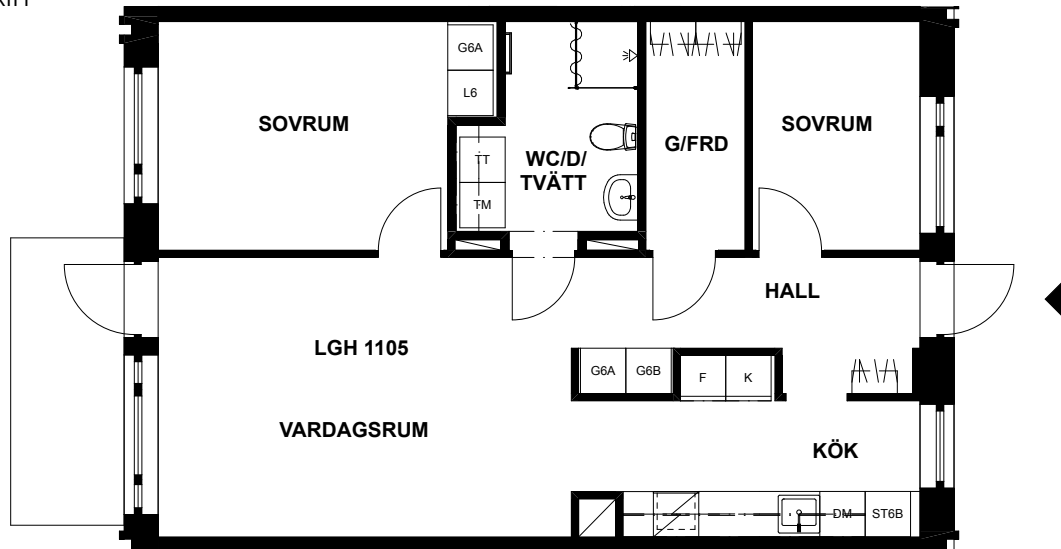 SOVRUM
G6A
L6
TT
TM
WC/D/
TVÄTT
G/FRD
SOVRUM
HALL
LGH 1105
G6A
G6B
F
K
VARDAGSRUM
KÖK
DM
ST6B